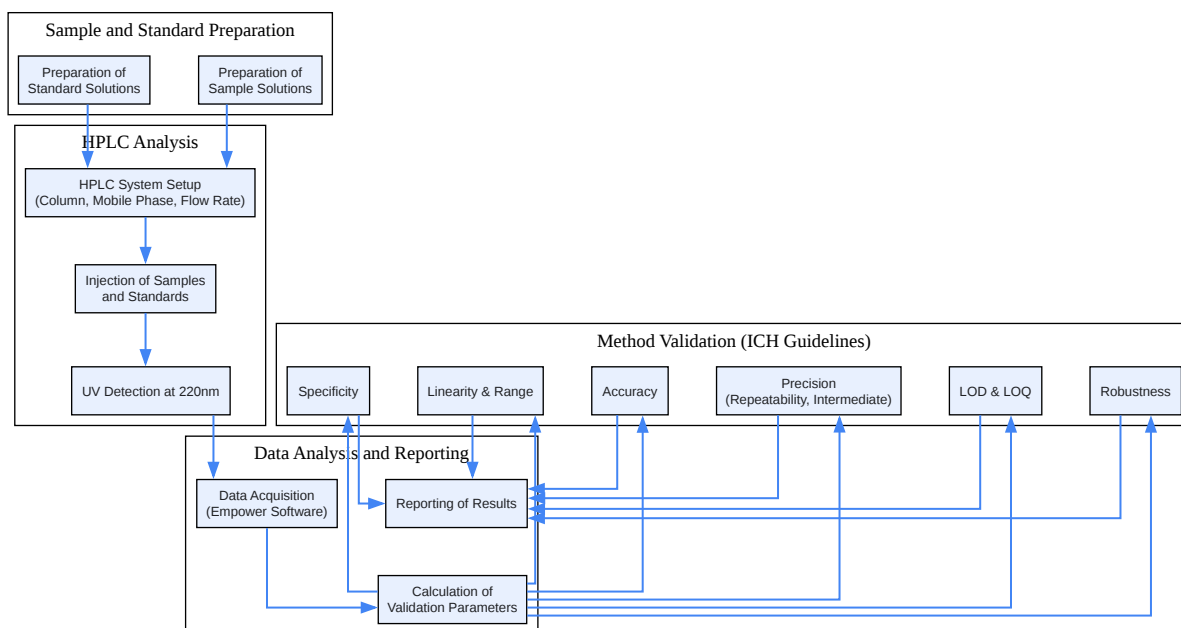 Sample and Standard Preparation
Preparation of
Standard Solutions
Preparation of
Sample Solutions
HPLC Analysis
HPLC System Setup
(Column, Mobile Phase, Flow Rate)
Injection of Samples
and Standards
UV Detection at 220nm
Method Validation (ICH Guidelines)
Specificity
Linearity & Range
Accuracy
Precision
(Repeatability, Intermediate)
LOD & LOQ
Robustness
Data Analysis and Reporting
Data Acquisition
(Empower Software)
Reporting of Results
Calculation of
Validation Parameters